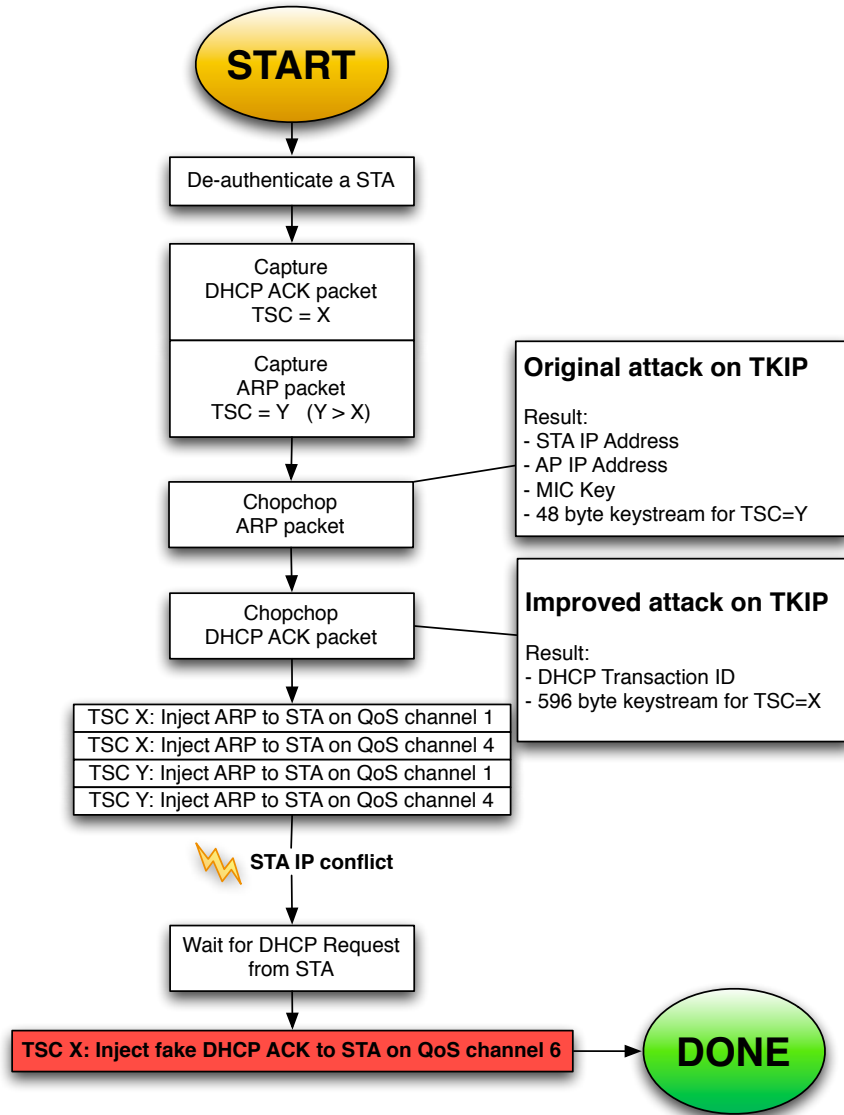 START
De-authenticate a STA
Capture
DHCP ACK packet
TSC = X
Capture
ARP packet
TSC = Y (Y > X)
Original attack on TKIP
Result:
- STA IP Address
- AP IP Address
- MIC Key
- 48 byte keystream for TSC=Y
Chopchop
ARP packet
Chopchop
DHCP ACK packet
Improved attack on TKIP
Result:
- DHCP Transaction ID
- 596 byte keystream for TSC=X
TSC X: Inject ARP to STA on QoS channel 1
TSC X: Inject ARP to STA on QoS channel 4
TSC Y: Inject ARP to STA on QoS channel 1
TSC Y: Inject ARP to STA on QoS channel 4
STA IP conflict
Wait for DHCP Request
from STA
TSC X: Inject fake DHCP ACK to STA on QoS channel 6
DONE